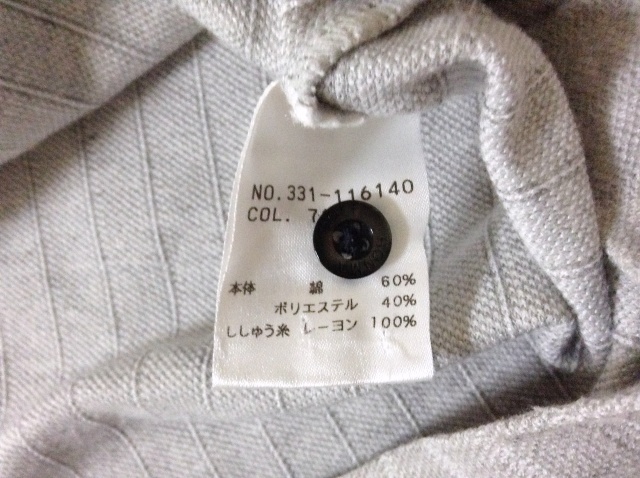 NO.331-116140
COL. 7
本体 綿 60%
ポリエステル 40%
ししゅう糸 レーヨン 100%